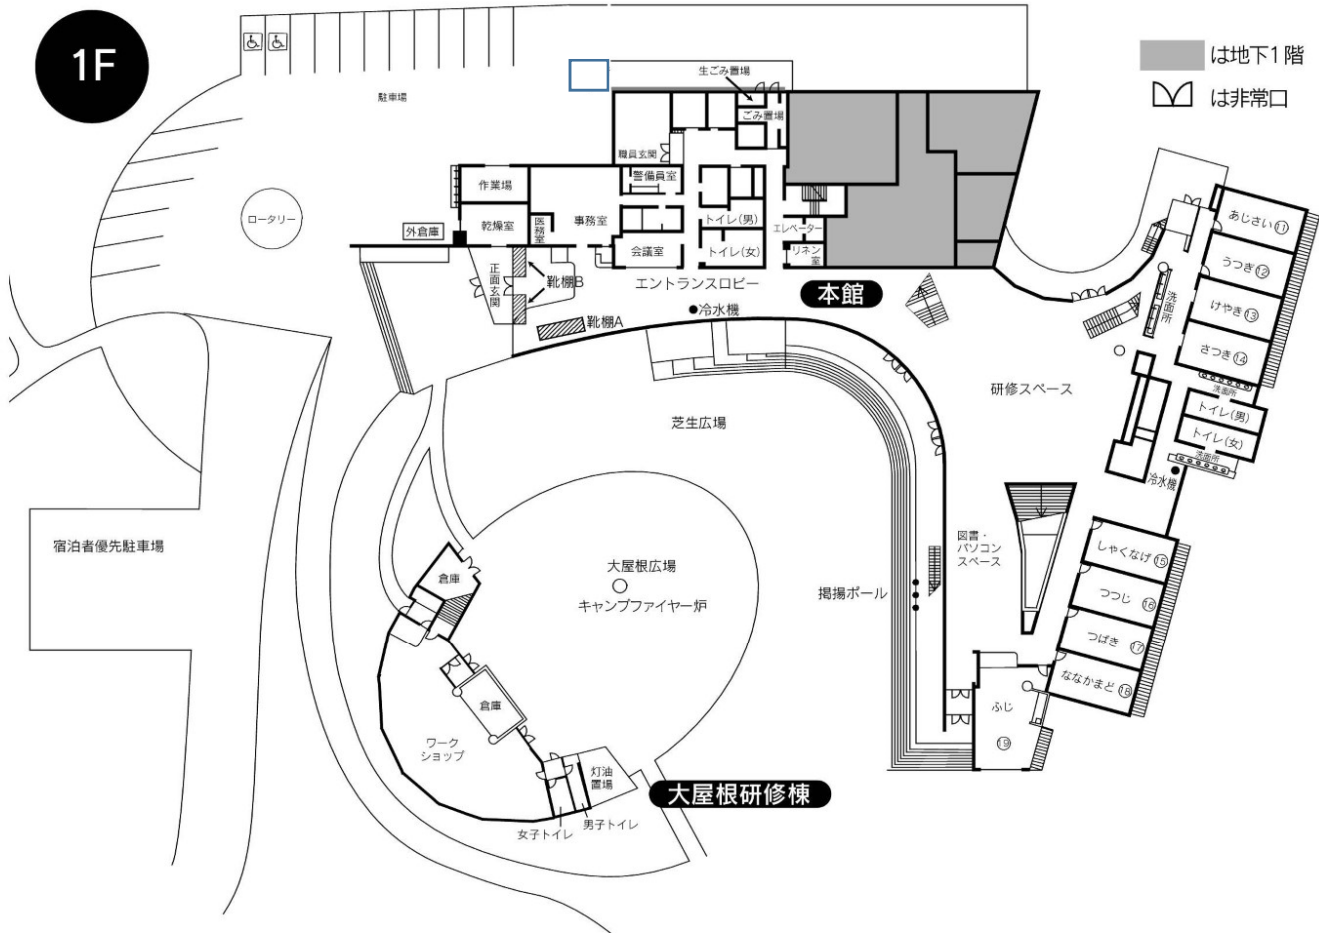 1F
は地下1階
は非常口
駐車場
生ごみ置場
ごみ置場
職員玄関
警備員室
作業場
ロータリー
外倉庫
乾燥室
医務室
事務室
会議室
トイレ(男)
トイレ(女)
エレベーター
リネン室
正面玄関
靴棚B
靴棚A
エントランスロビー
冷水機
本館
あじさい⑪
うつぎ⑫
けやき⑬
さつき⑭
洗面所
洗面所
トイレ(男)
トイレ(女)
洗面所
冷水機
研修スペース
芝生広場
宿泊者優先駐車場
大屋根広場
キャンプファイヤー炉
掲揚ポール
図書・
パソコン
スペース
しゃくなげ⑮
つつじ⑯
つばき⑰
ななかまど⑱
ふじ
⑲
倉庫
倉庫
ワーク
ショップ
灯油
置場
大屋根研修棟
女子トイレ
男子トイレ